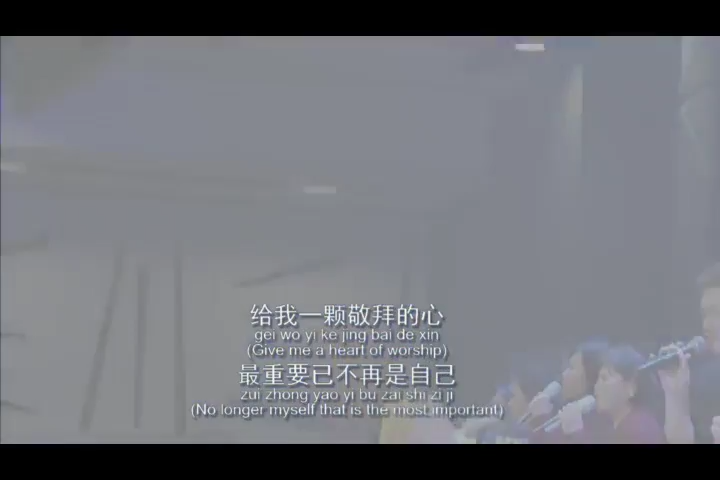 给我一颗敬拜的心
gei wo yi ke jing bai de xin
(Give me a heart of worship)
最重要已不再是自己
zui zhong yao yi bu zai shi zi ji
(No longer myself that is the most important)